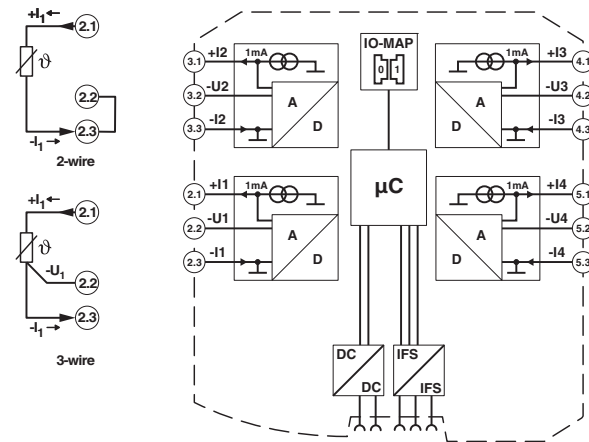 +I1←
2.1
ϑ
2.2
2.3
-I1→
2-wire
+I1←
2.1
ϑ
-U1
2.2
2.3
-I1→
3-wire
3.1 +I2 1mA
3.2 -U2 A
3.3 -I2 D
IO-MAP
0 1
1mA +I3 4.1
A -U3 4.2
D -I3 4.3
µC
2.1 +I1 1mA
2.2 -U1 A
2.3 -I1 D
1mA +I4 5.1
A -U4 5.2
D -I4 5.3
DC
DC
IFS
IFS